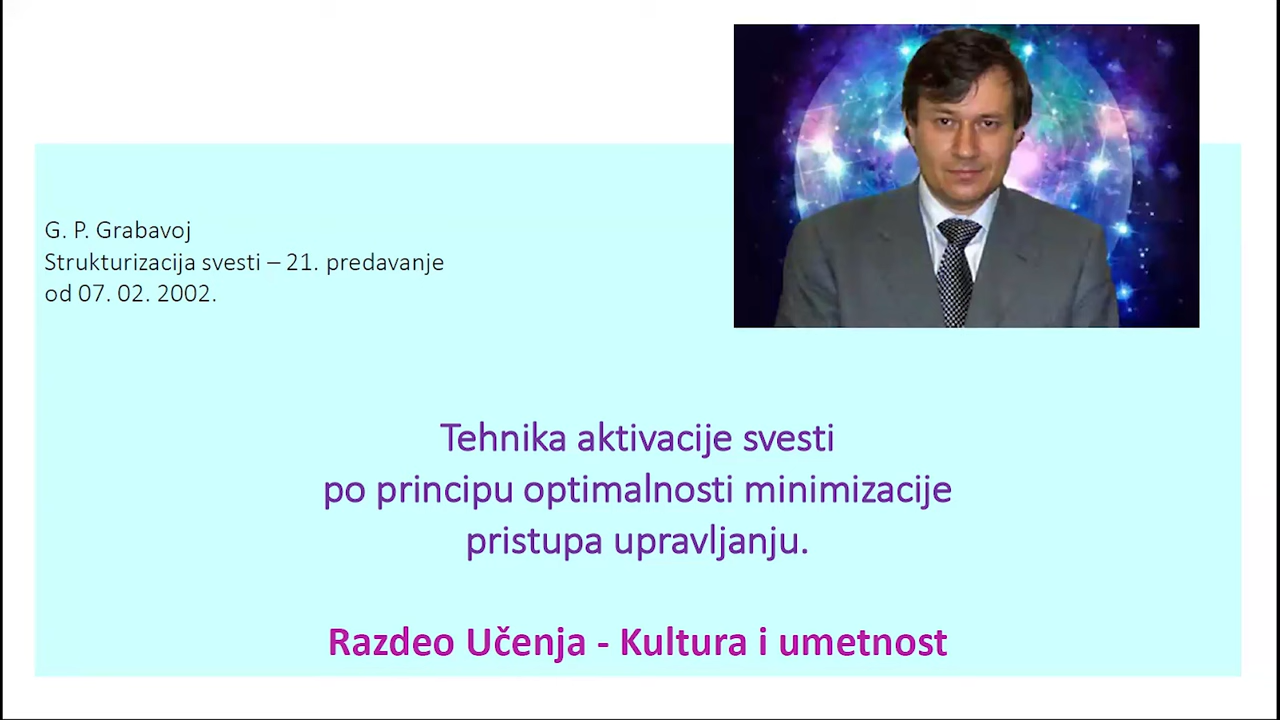 G. P. Grabavoj
Strukturizacija svesti – 21. predavanje
od 07. 02. 2002.
Tehnika aktivacije svesti
po principu optimalnosti minimizacije
pristupa upravljanju.
Razdeo Učenja - Kultura i umetnost